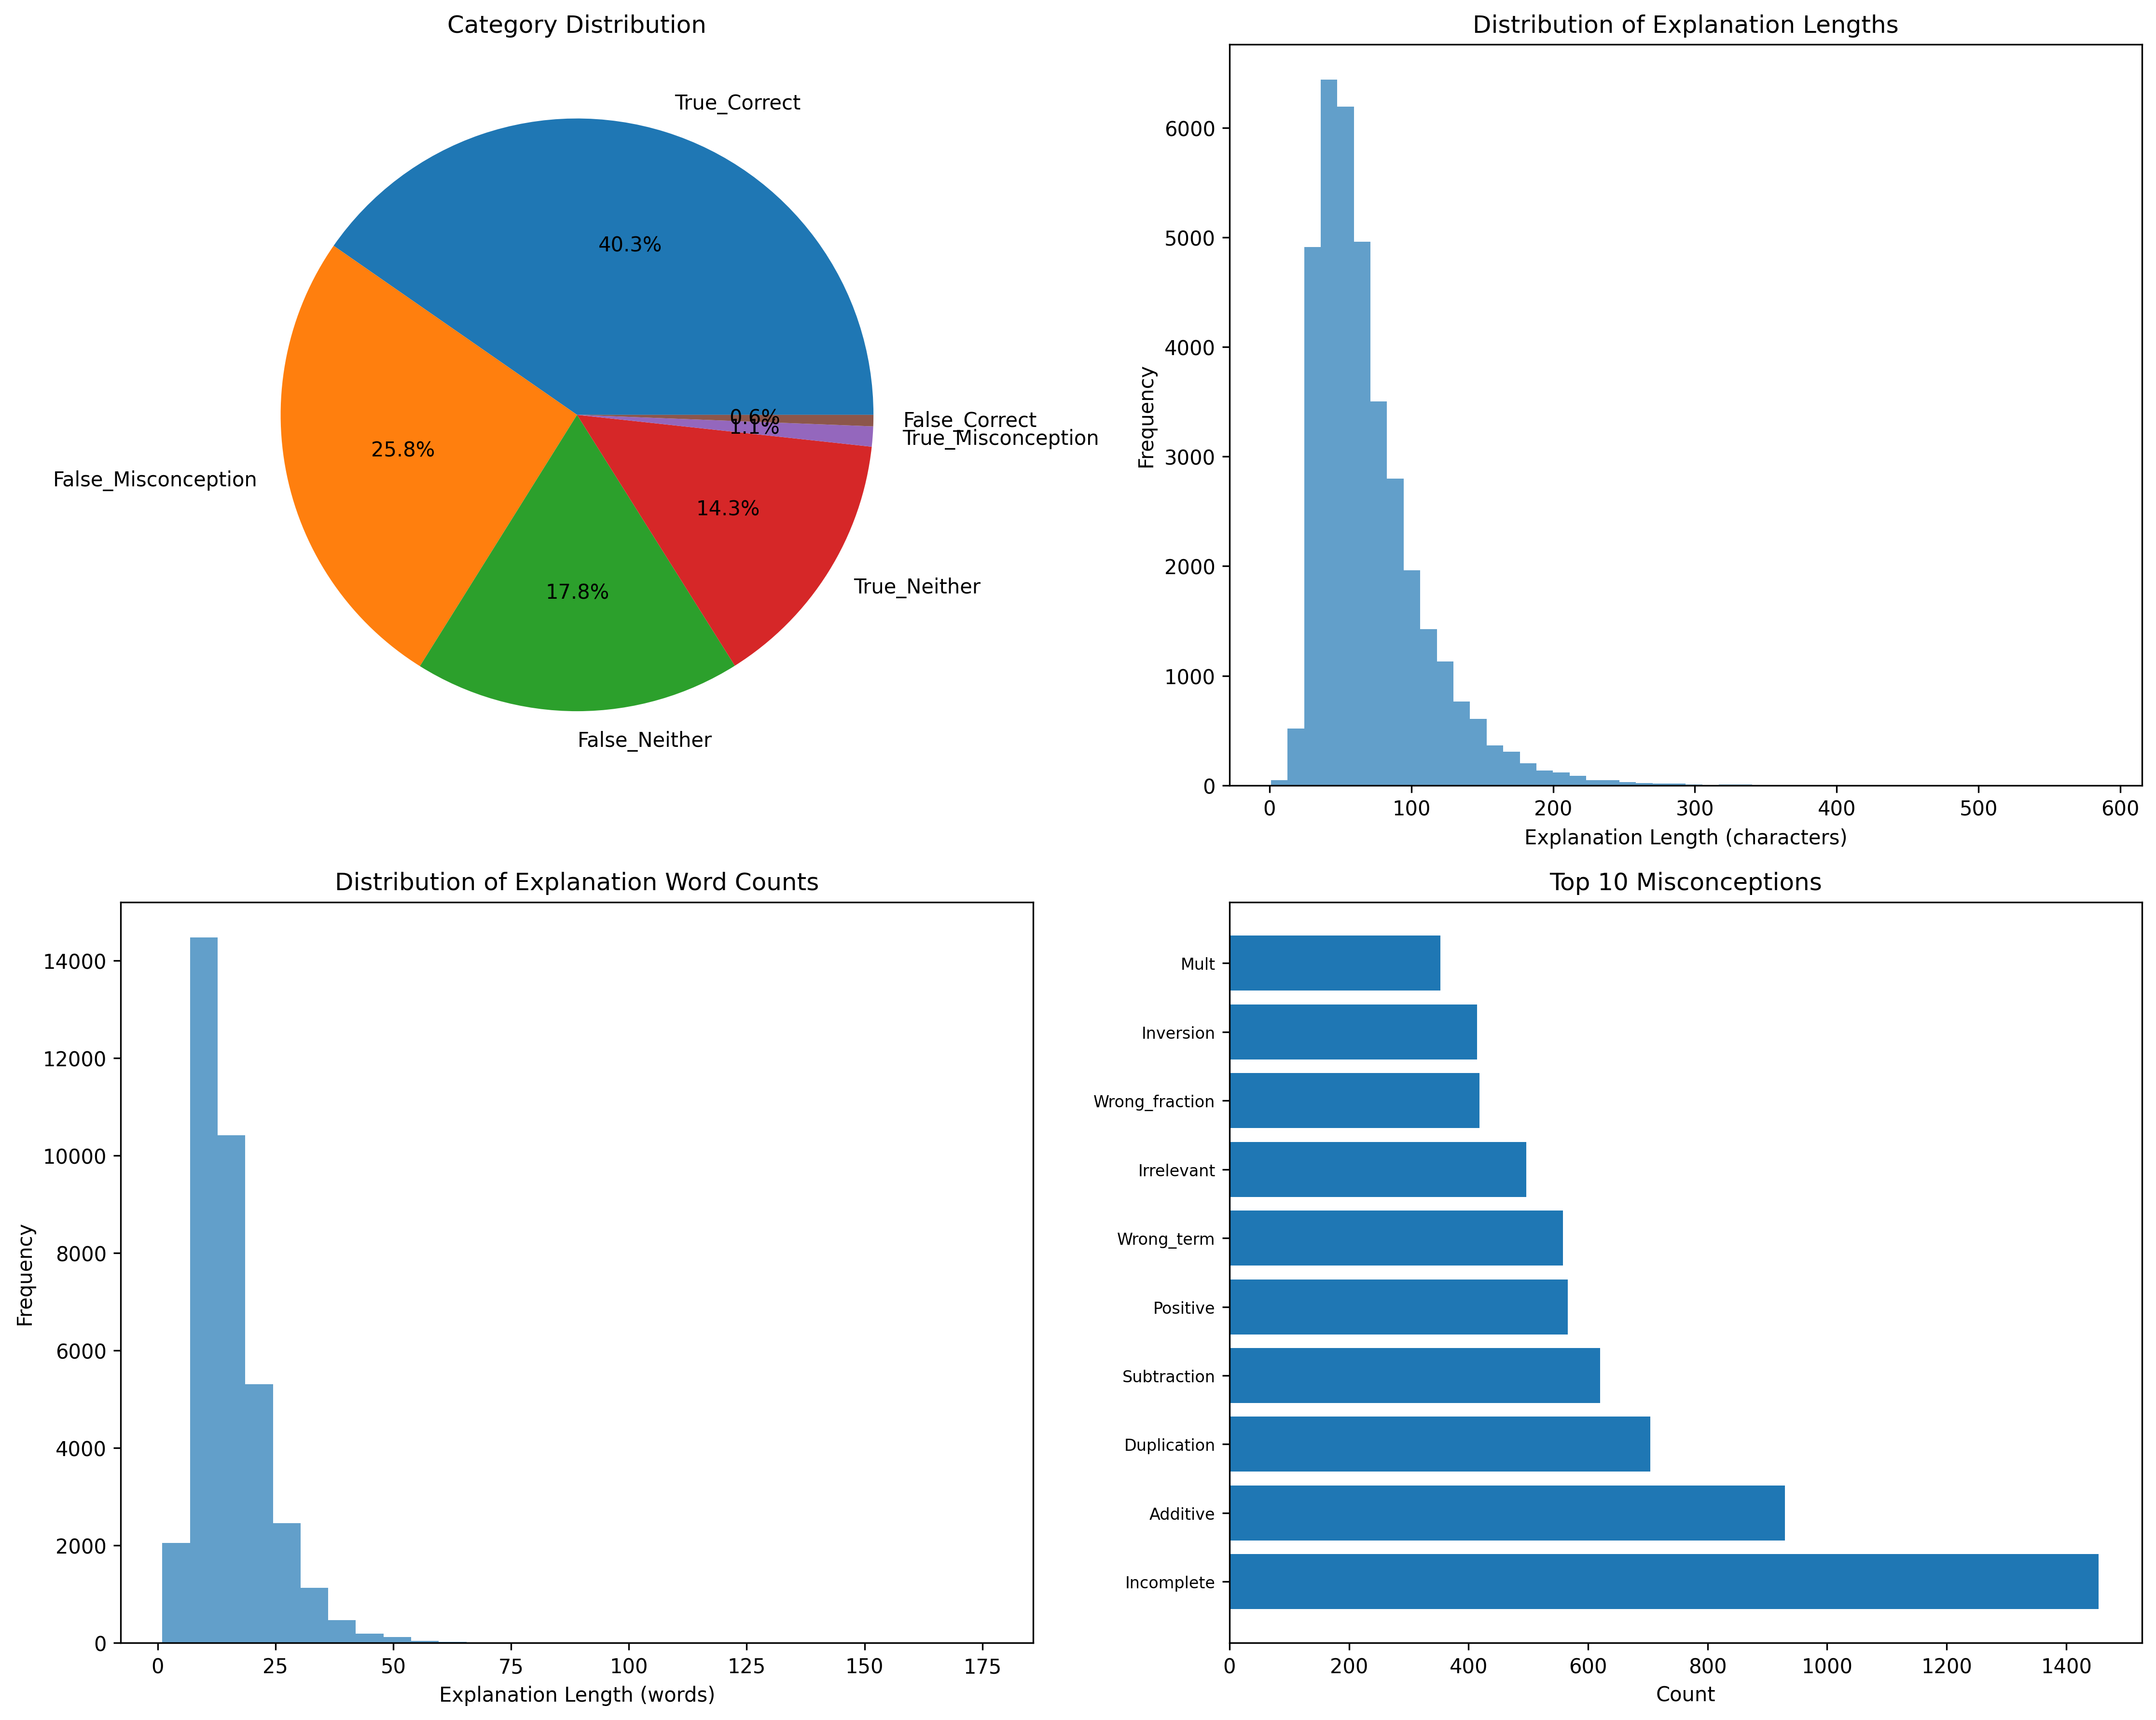 Category Distribution
True_Correct
40.3%
False_Misconception
25.8%
False_Neither
17.8%
True_Neither
14.3%
True_Misconception
1.1%
False_Correct
0.6%
Distribution of Explanation Lengths
Frequency
6000
5000
4000
3000
2000
1000
0
0 100 200 300 400 500 600
Explanation Length (characters)
Distribution of Explanation Word Counts
Frequency
14000
12000
10000
8000
6000
4000
2000
0
0 25 50 75 100 125 150 175
Explanation Length (words)
Top 10 Misconceptions
Mult
Inversion
Wrong_fraction
Irrelevant
Wrong_term
Positive
Subtraction
Duplication
Additive
Incomplete
0 200 400 600 800 1000 1200 1400
Count